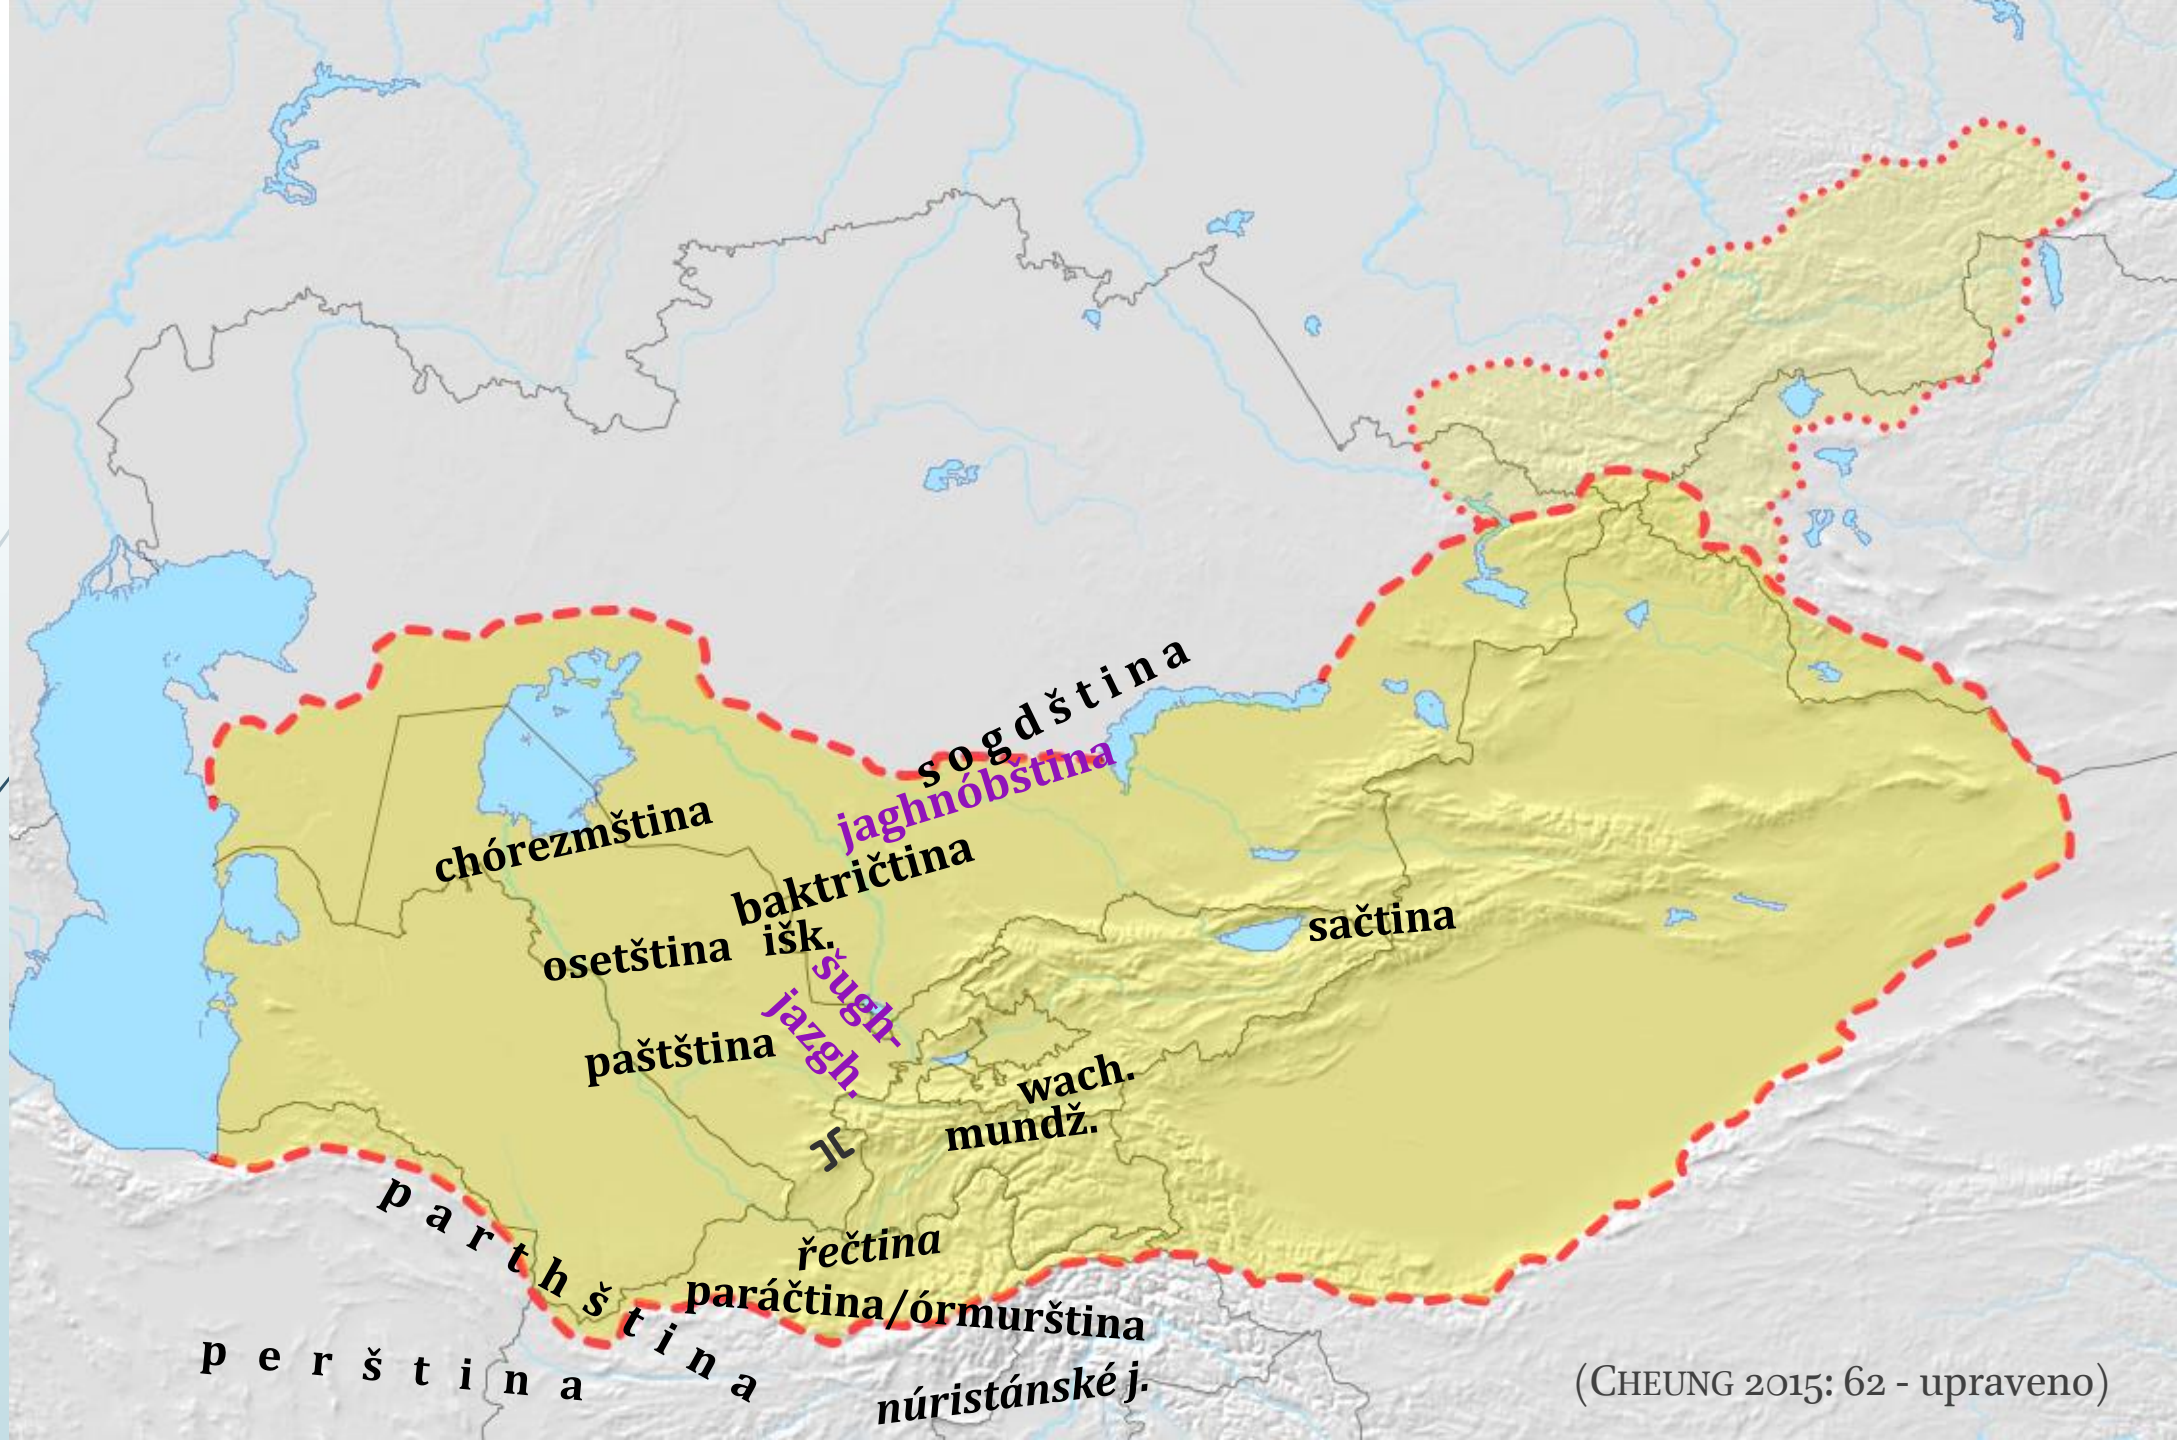 sogdština
jaghnóbština
chórezmština
baktričtina
sačtina
osetština
išk.
šugh-
jazgh.
paštština
wach.
mundž.
][
parthština
řečtina
paráčtina/órmurština
perština
núristánské j.
(CHEUNG 2015: 62 - upraveno)